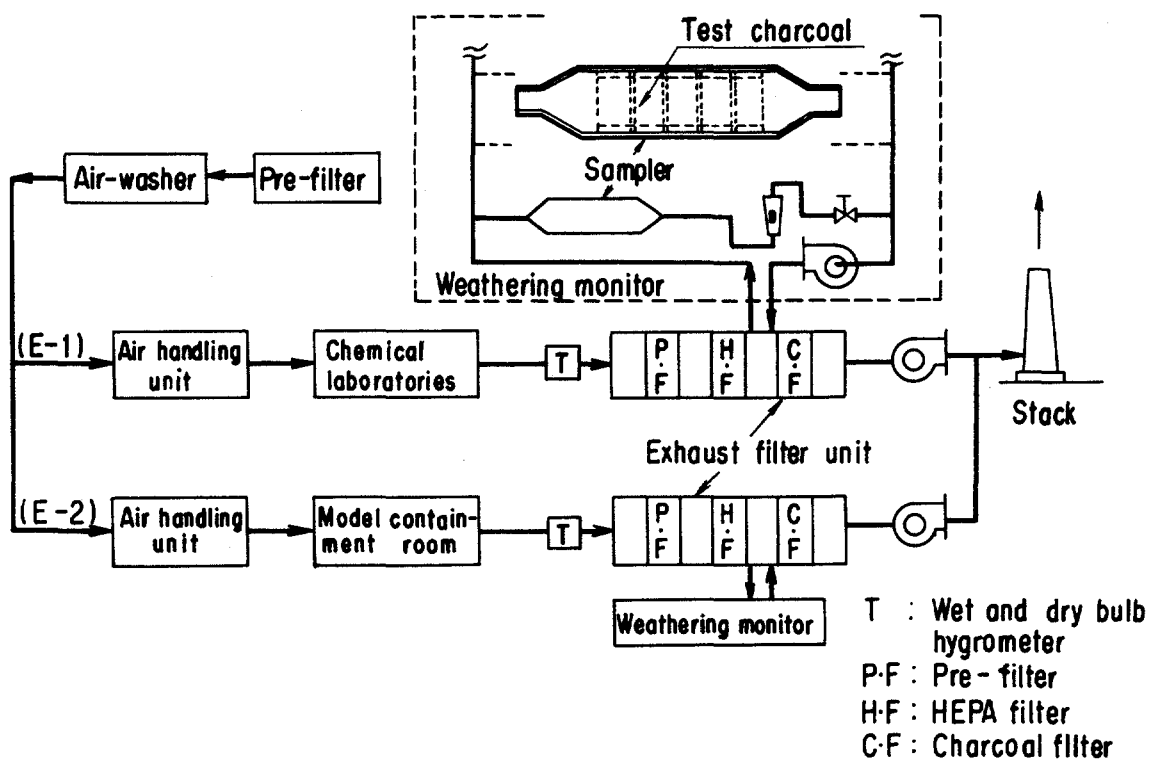 Test charcoal
Sampler
Air-washer
Pre-filter
Weathering monitor
(E-1)
Air handling
unit
Chemical
laboratories
T
P.F
H.F
C.F
Stack
Exhaust filter unit
(E-2)
Air handling
unit
Model contain-
ment room
T
P.F
H.F
C.F
Weathering monitor
T : Wet and dry bulb
hygrometer
P.F : Pre-filter
H.F : HEPA filter
C.F : Charcoal filter